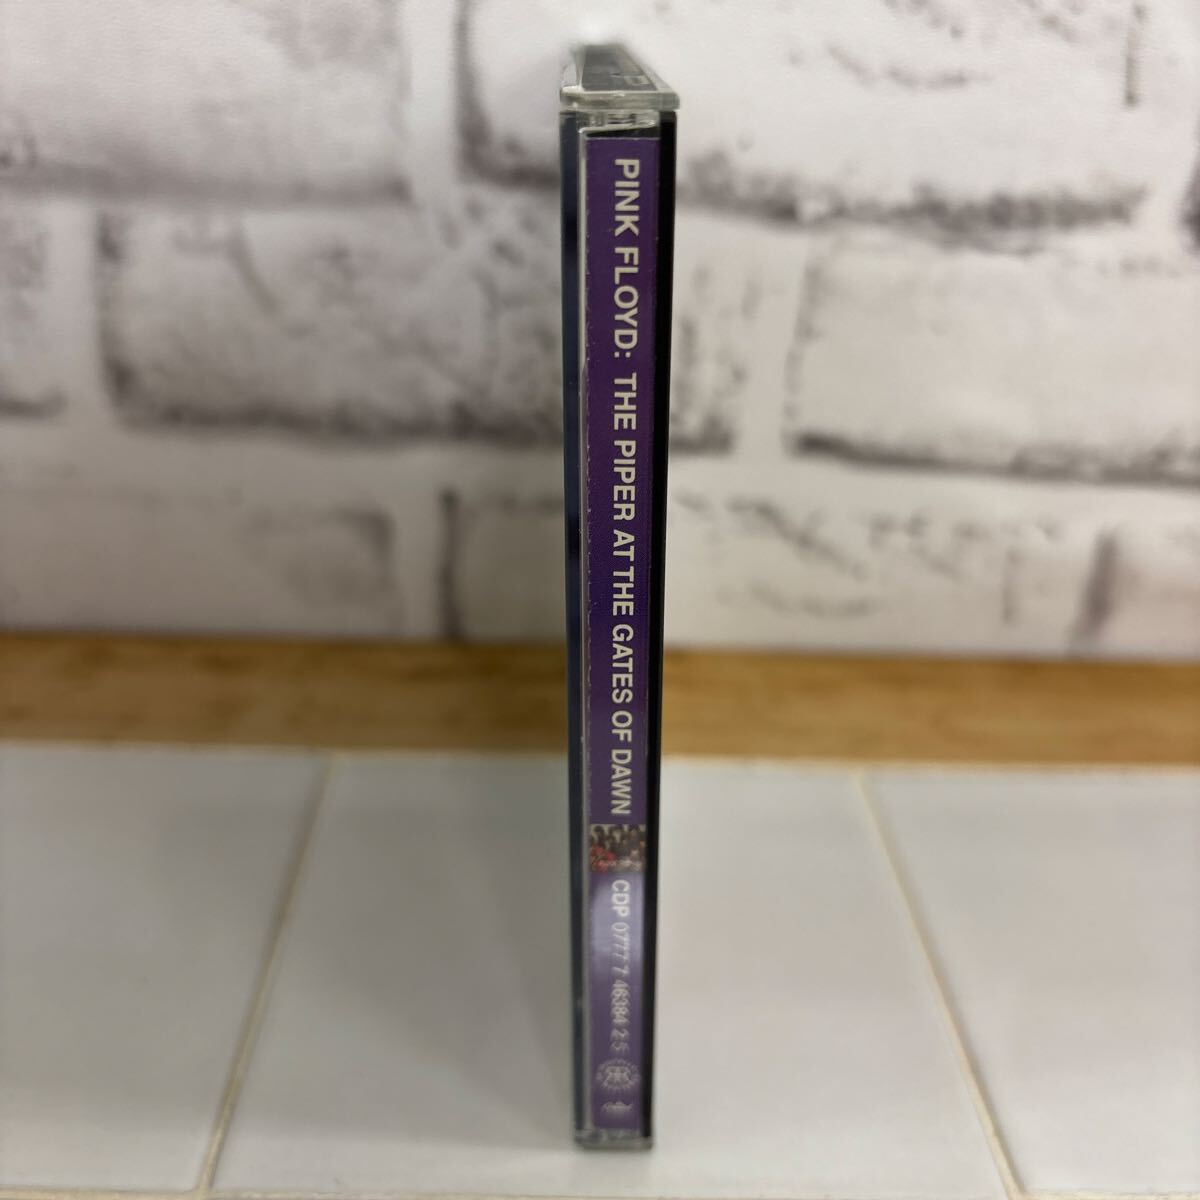 PINK FLOYD: THE PIPER AT THE GATES OF DAWN
CDP 0777 7 46384 2·5